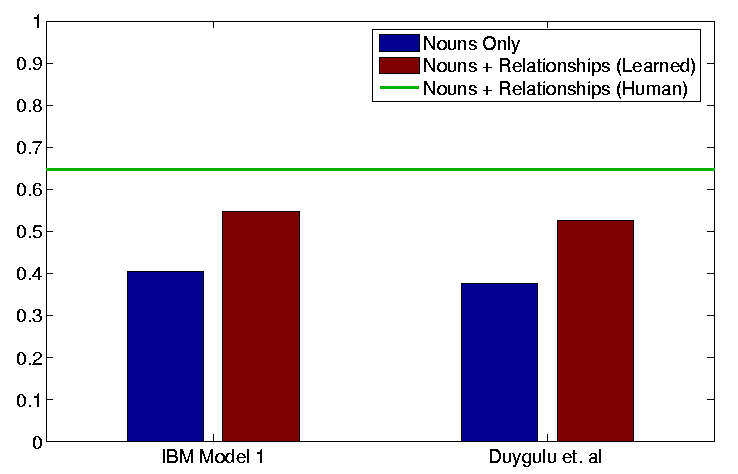 1
0.9
0.8
0.7
0.6
0.5
0.4
0.3
0.2
0.1
0
Nouns Only
Nouns + Relationships (Learned)
Nouns + Relationships (Human)
IBM Model 1
Duygulu et. al